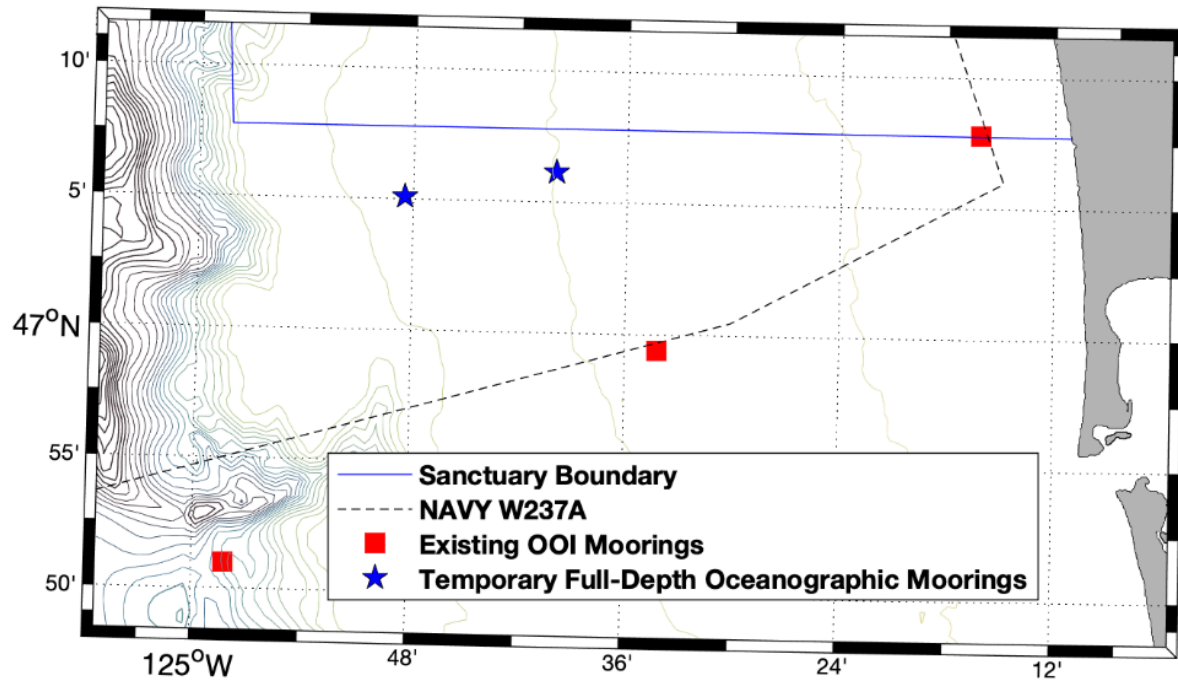 10'
5'
47°N
55'
50'
Sanctuary Boundary
NAVY W237A
Existing OOI Moorings
Temporary Full-Depth Oceanographic Moorings
125°W
48'
36'
24'
12'